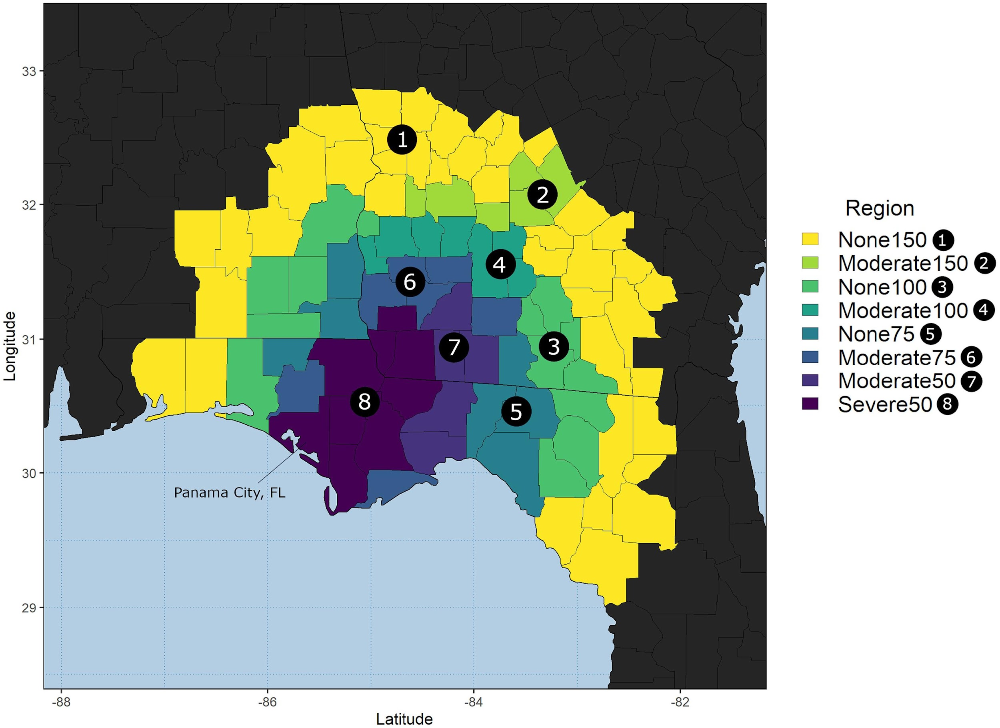 33
32
31
30
29
-88
-86
-84
-82
Longitude
Latitude
1
2
3
4
5
6
7
8
3
5
Panama City, FL
Region
None150 1
Moderate150 2
None100 3
Moderate100 4
None75 5
Moderate75 6
Moderate50 7
Severe50 8